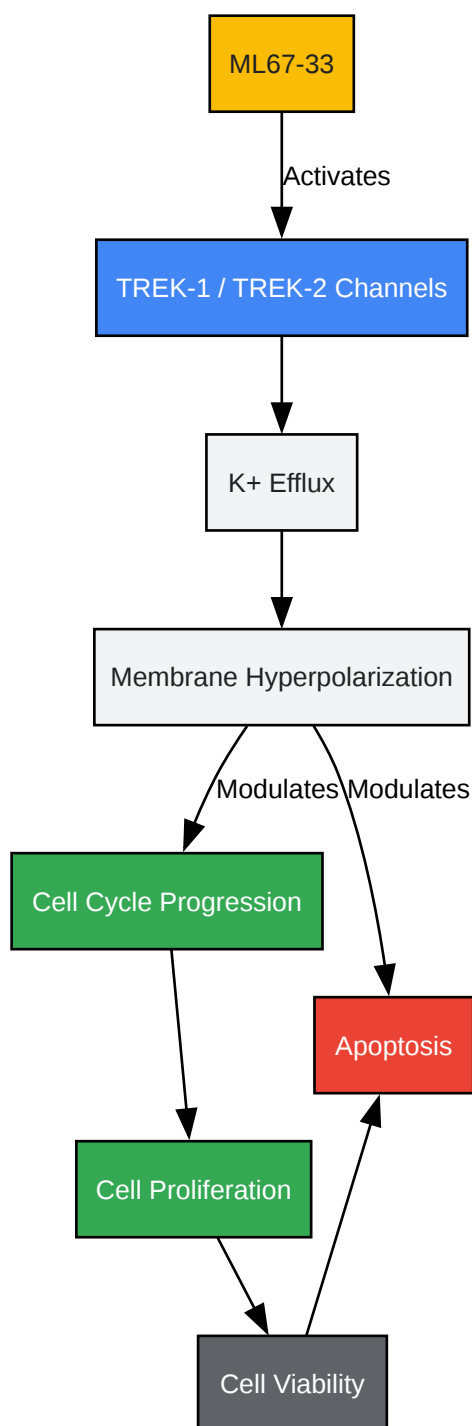 ML67-33
Activates
TREK-1 / TREK-2 Channels
K+ Efflux
Membrane Hyperpolarization
Modulates
Modulates
Cell Cycle Progression
Apoptosis
Cell Proliferation
Cell Viability